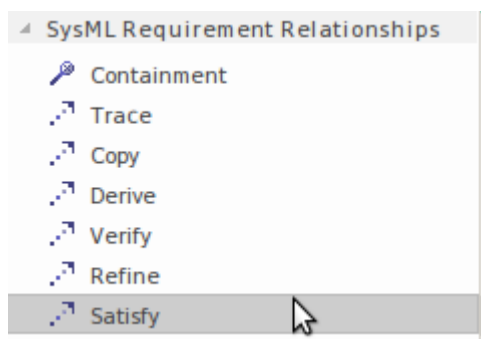 SysML Requirement Relationships
Containment
Trace
Copy
Derive
Verify
Refine
Satisfy